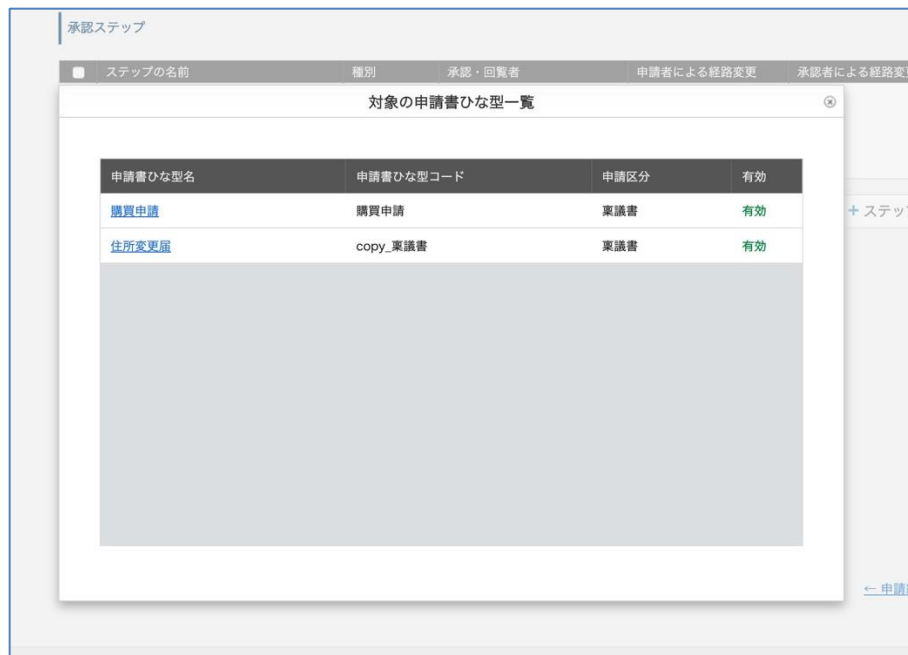 承認ステップ
ステップの名前 種別 承認・回覧者 申請者による経路変更 承認者による経路変
対象の申請書ひな型一覧
申請書ひな型名 申請書ひな型コード 申請区分 有効
購買申請 購買申請 稟議書 有効
+ ステッ
住所変更届 copy_稟議書 稟議書 有効
← 申請